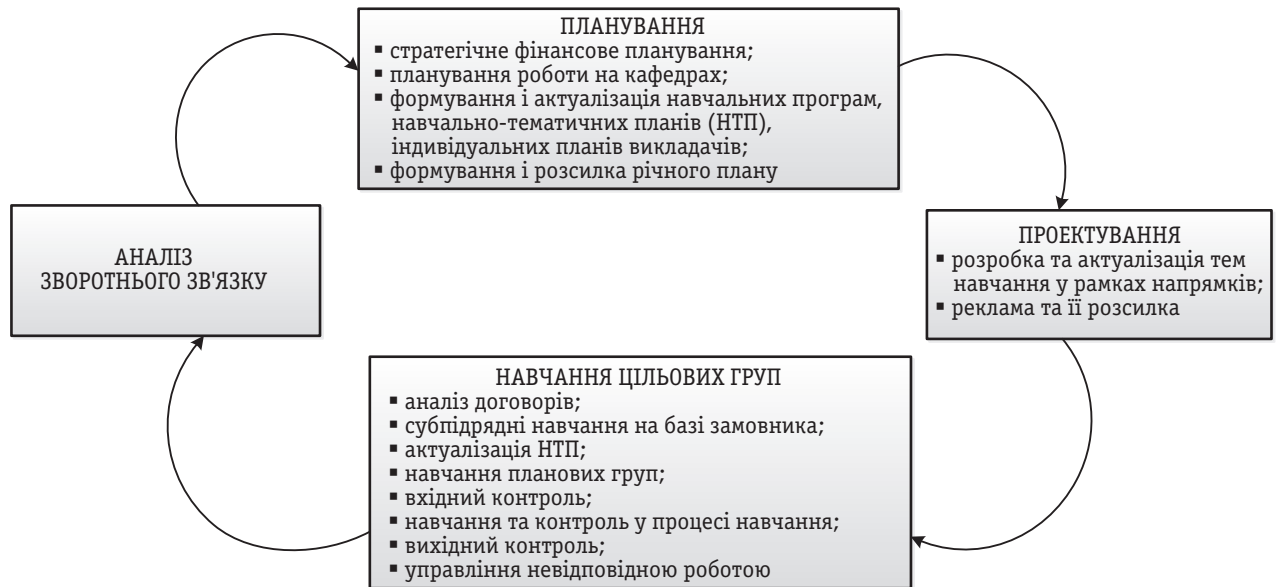 ПЛАНУВАННЯ
▪ стратегічне фінансове планування;
▪ планування роботи на кафедрах;
▪ формування і актуалізація навчальних програм,
навчально-тематичних планів (НТП),
індивідуальних планів викладачів;
▪ формування і розсилка річного плану
ПРОЕКТУВАННЯ
▪ розробка та актуалізація тем
навчання у рамках напрямків;
▪ реклама та її розсилка
НАВЧАННЯ ЦІЛЬОВИХ ГРУП
▪ аналіз договорів;
▪ субпідрядні навчання на базі замовника;
▪ актуалізація НТП;
▪ навчання планових груп;
▪ вхідний контроль;
▪ навчання та контроль у процесі навчання;
▪ вихідний контроль;
▪ управління невідповідною роботою
АНАЛІЗ
ЗВОРОТНЬОГО ЗВ'ЯЗКУ